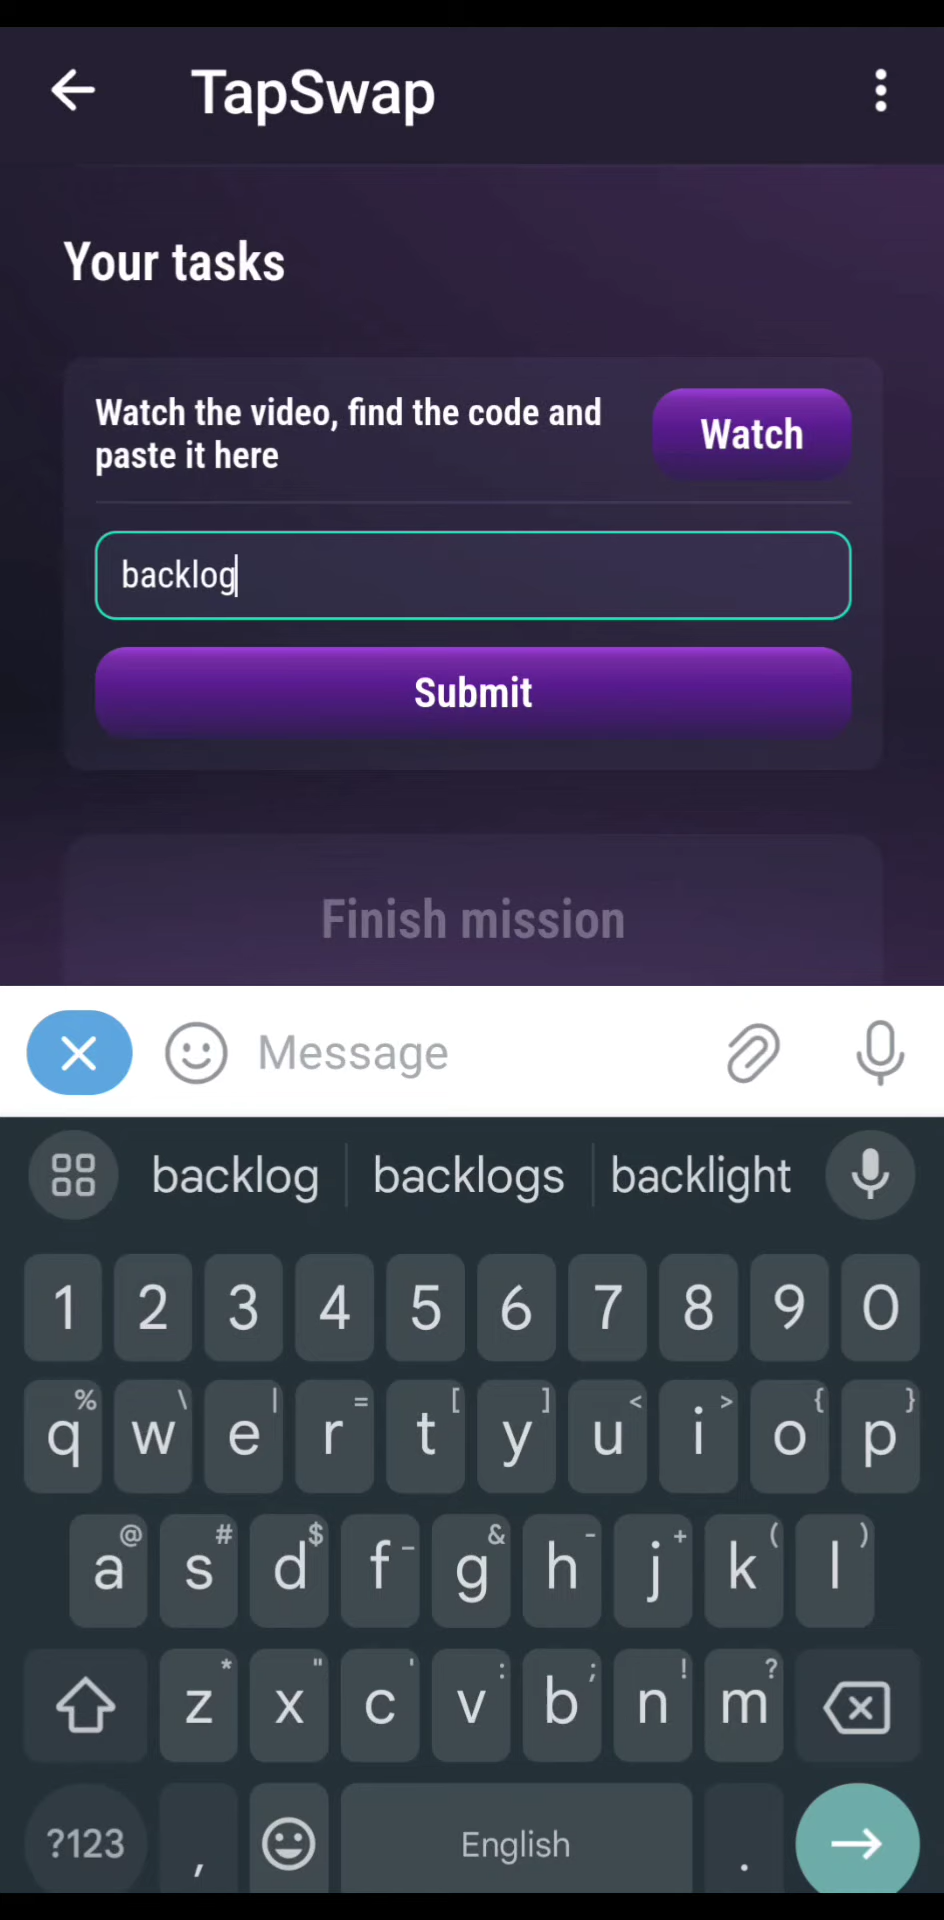 TapSwap
Your tasks
Watch the video, find the code and
paste it here
Watch
backlog
Submit
Finish mission
Message
backlog backlogs backlight
1 2 3 4 5 6 7 8 9 0
% \ | = [ ] < > { }
q w e r t y u i o p
@ # $ _ & - + ( )
a s d f g h j k l
* " ' : ; ! ?
z x c v b n m
?123 , English .